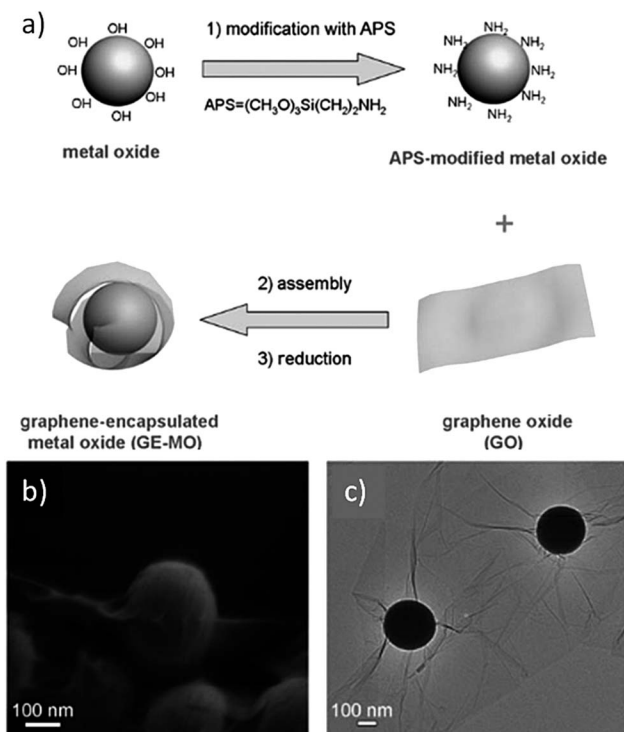 a)
OH
OH
OH
OH
OH
OH
OH
OH
metal oxide
1) modification with APS
APS=(CH₃O)₃Si(CH₂)₂NH₂
NH₂
NH₂
NH₂
NH₂
NH₂
NH₂
NH₂
NH₂
APS-modified metal oxide
+
2) assembly
3) reduction
graphene-encapsulated
metal oxide (GE-MO)
graphene oxide
(GO)
b)
100 nm
c)
100 nm